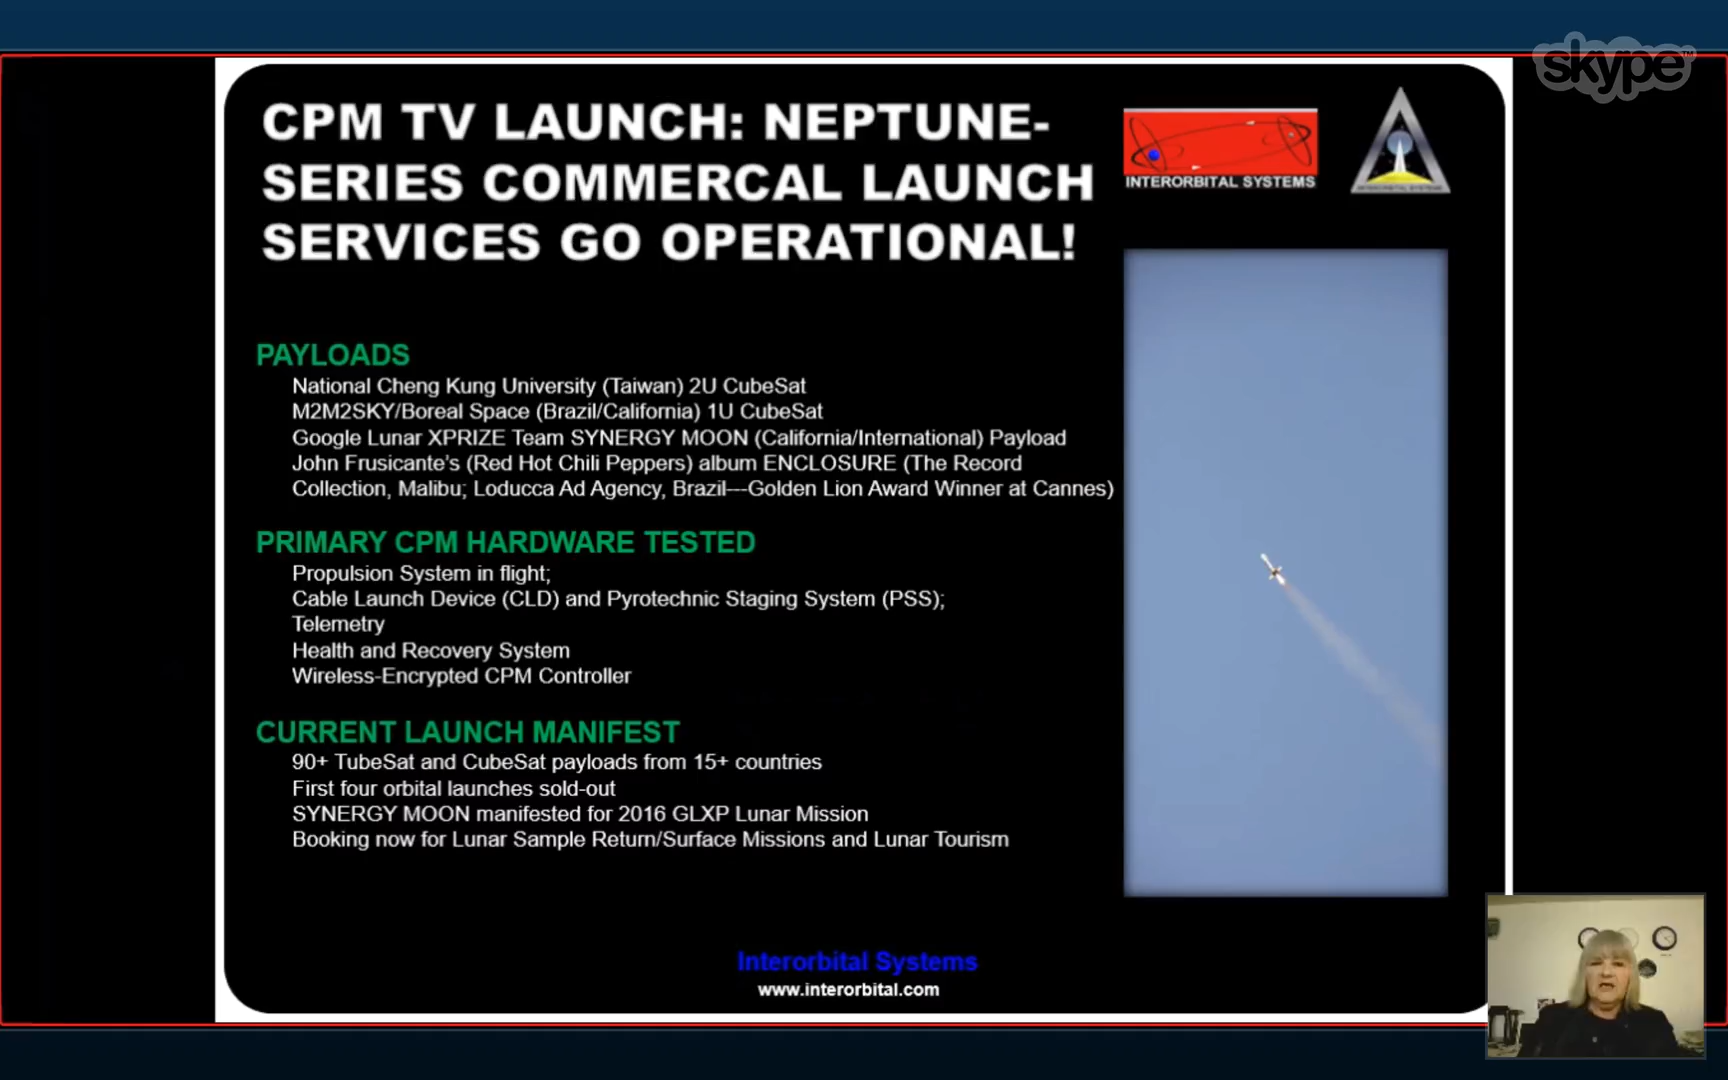 skype™
CPM TV LAUNCH: NEPTUNE-
SERIES COMMERCAL LAUNCH
SERVICES GO OPERATIONAL!
INTERORBITAL SYSTEMS
PAYLOADS
National Cheng Kung University (Taiwan) 2U CubeSat
M2M2SKY/Boreal Space (Brazil/California) 1U CubeSat
Google Lunar XPRIZE Team SYNERGY MOON (California/International) Payload
John Frusicante's (Red Hot Chili Peppers) album ENCLOSURE (The Record
Collection, Malibu; Loducca Ad Agency, Brazil---Golden Lion Award Winner at Cannes)
PRIMARY CPM HARDWARE TESTED
Propulsion System in flight;
Cable Launch Device (CLD) and Pyrotechnic Staging System (PSS);
Telemetry
Health and Recovery System
Wireless-Encrypted CPM Controller
CURRENT LAUNCH MANIFEST
90+ TubeSat and CubeSat payloads from 15+ countries
First four orbital launches sold-out
SYNERGY MOON manifested for 2016 GLXP Lunar Mission
Booking now for Lunar Sample Return/Surface Missions and Lunar Tourism
Interorbital Systems
www.interorbital.com